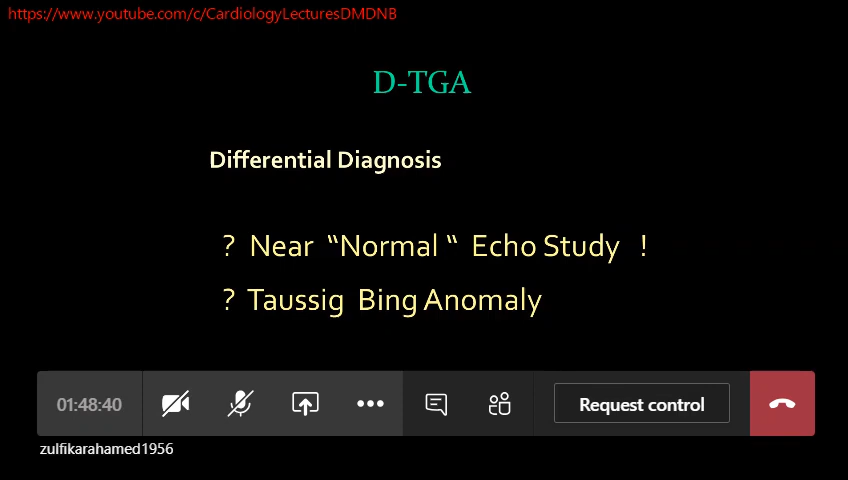 https://www.youtube.com/c/CardiologyLecturesDMDNB
D-TGA
Differential Diagnosis
? Near “Normal “ Echo Study !
? Taussig Bing Anomaly
01:48:40
Request control
zulfikarahamed1956